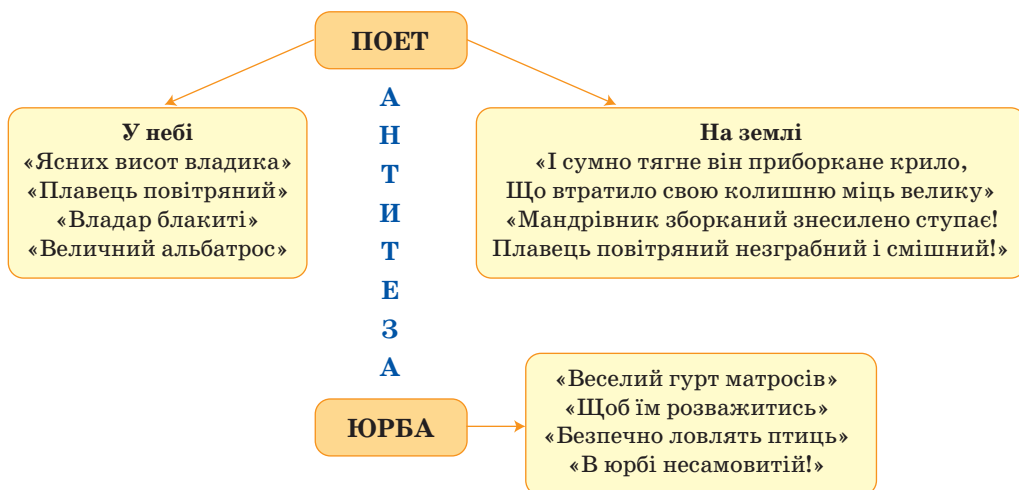 ПОЕТ
У небі
«Ясних висот владика»
«Плавець повітряний»
«Владар блакиті»
«Величний альбатрос»
А
Н
Т
И
Т
Е
З
А
На землі
«І сумно тягне він приборкане крило,
Що втратило свою колишню міць велику»
«Мандрівник зборканий знесилено ступає!
Плавець повітряний незграбний і смішний!»
ЮРБА
«Веселий гурт матросів»
«Щоб їм розважитись»
«Безпечно ловлять птиць»
«В юрбі несамовитій!»